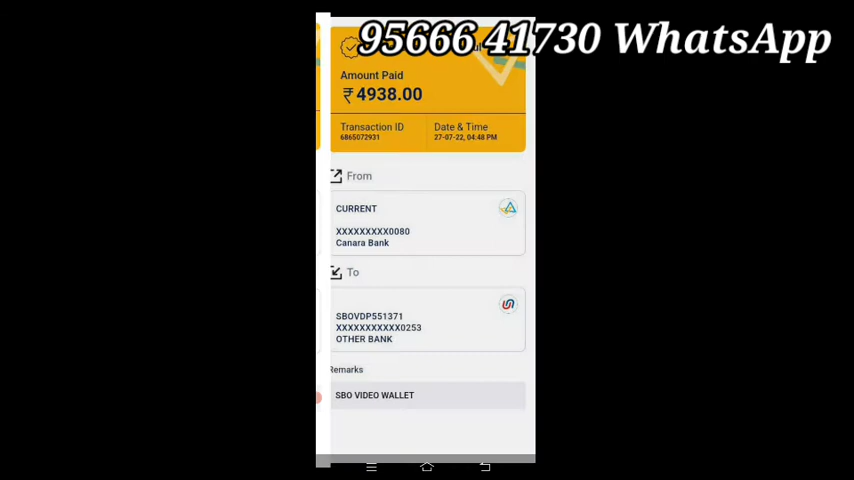 95666 41730 WhatsApp
Amount Paid
₹ 4938.00
Transaction ID
6865072931
Date & Time
27-07-22, 04:48 PM
From
CURRENT
XXXXXXXXX0080
Canara Bank
To
SBOVDP551371
XXXXXXXXXXX0253
OTHER BANK
Remarks
SBO VIDEO WALLET